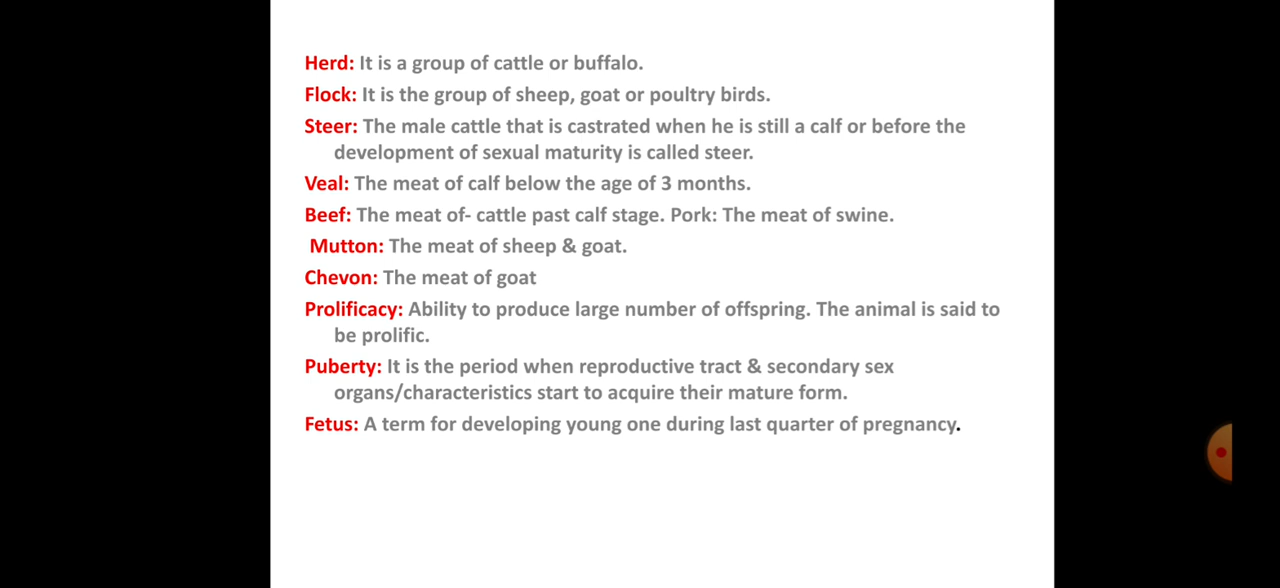 Herd: It is a group of cattle or buffalo.
Flock: It is the group of sheep, goat or poultry birds.
Steer: The male cattle that is castrated when he is still a calf or before the
development of sexual maturity is called steer.
Veal: The meat of calf below the age of 3 months.
Beef: The meat of- cattle past calf stage. Pork: The meat of swine.
Mutton: The meat of sheep & goat.
Chevon: The meat of goat
Prolificacy: Ability to produce large number of offspring. The animal is said to
be prolific.
Puberty: It is the period when reproductive tract & secondary sex
organs/characteristics start to acquire their mature form.
Fetus: A term for developing young one during last quarter of pregnancy.